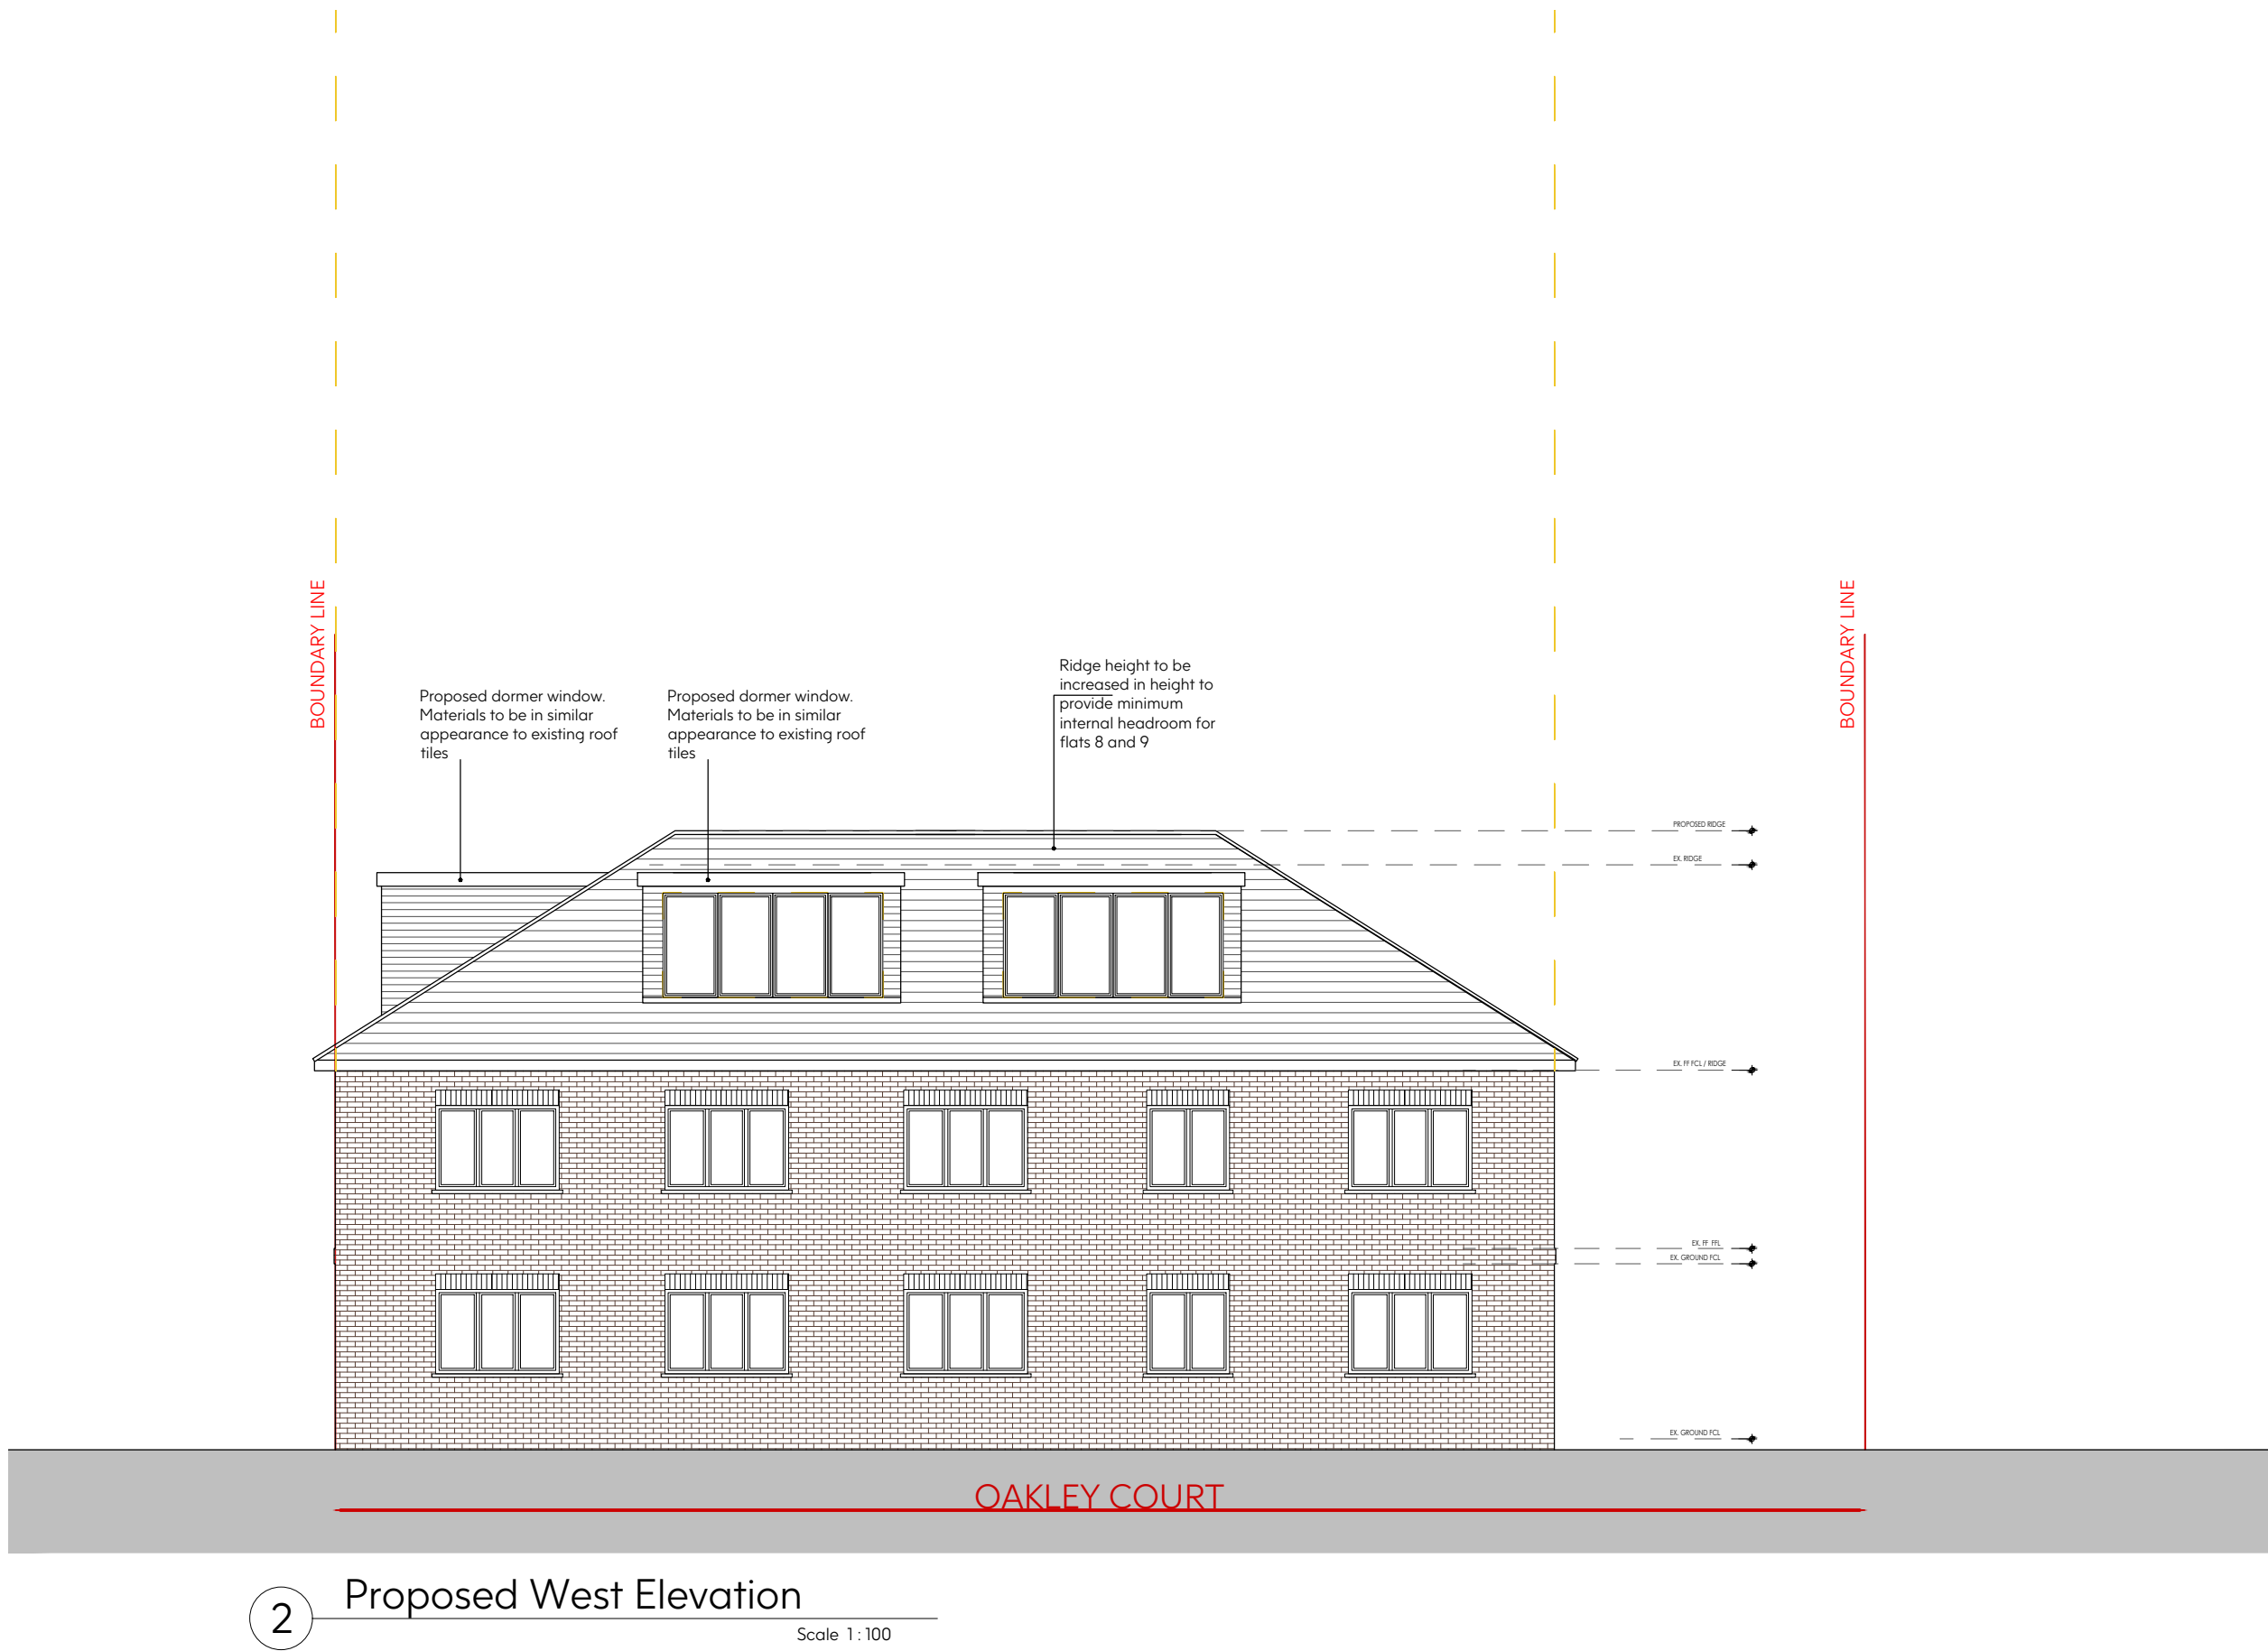 BOUNDARY LINE
BOUNDARY LINE
Proposed dormer window.
Materials to be in similar
appearance to existing roof
tiles
Proposed dormer window.
Materials to be in similar
appearance to existing roof
tiles
Ridge height to be
increased in height to
provide minimum
internal headroom for
flats 8 and 9
PROPOSED RIDGE
EX. RIDGE
EX. FF FCL / RIDGE
EX. FF FFL
EX. GROUND FCL
EX. GROUND FCL
OAKLEY COURT
2
Proposed West Elevation
Scale 1:100